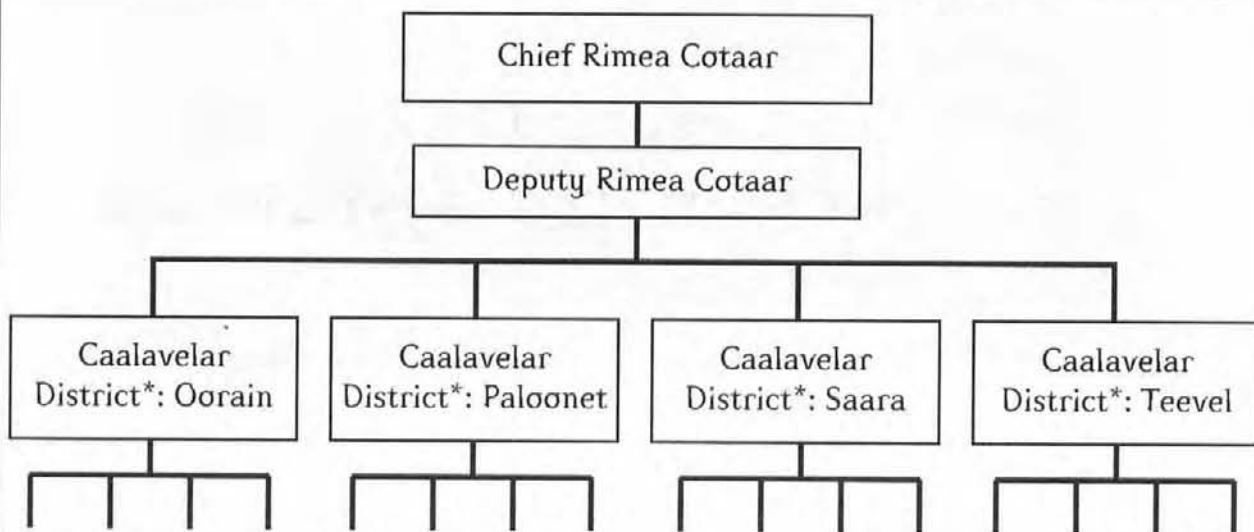 Chief Rimea Cotaar
Deputy Rimea Cotaar
Caalavelar
District*: Oorain
Caalavelar
District*: Paloonet
Caalavelar
District*: Saara
Caalavelar
District*: Teevel